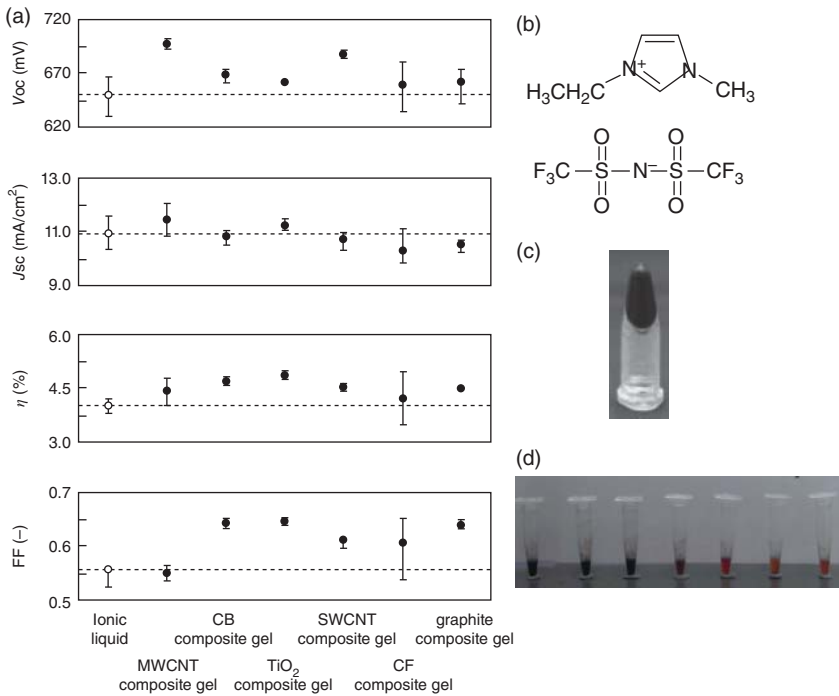 (a)
720
670
620
Voc (mV)
13.0
11.0
9.0
Jsc (mA/cm²)
6.0
4.5
3.0
η (%)
0.7
0.6
0.5
FF (–)
Ionic
liquid
MWCNT
composite gel
CB
composite gel
TiO₂
composite gel
SWCNT
composite gel
CF
composite gel
graphite
composite gel
(b)
N⁺
N
H₃CH₂C
CH₃
O O
F₃C S N⁻ S CF₃
O O
(c)
(d)